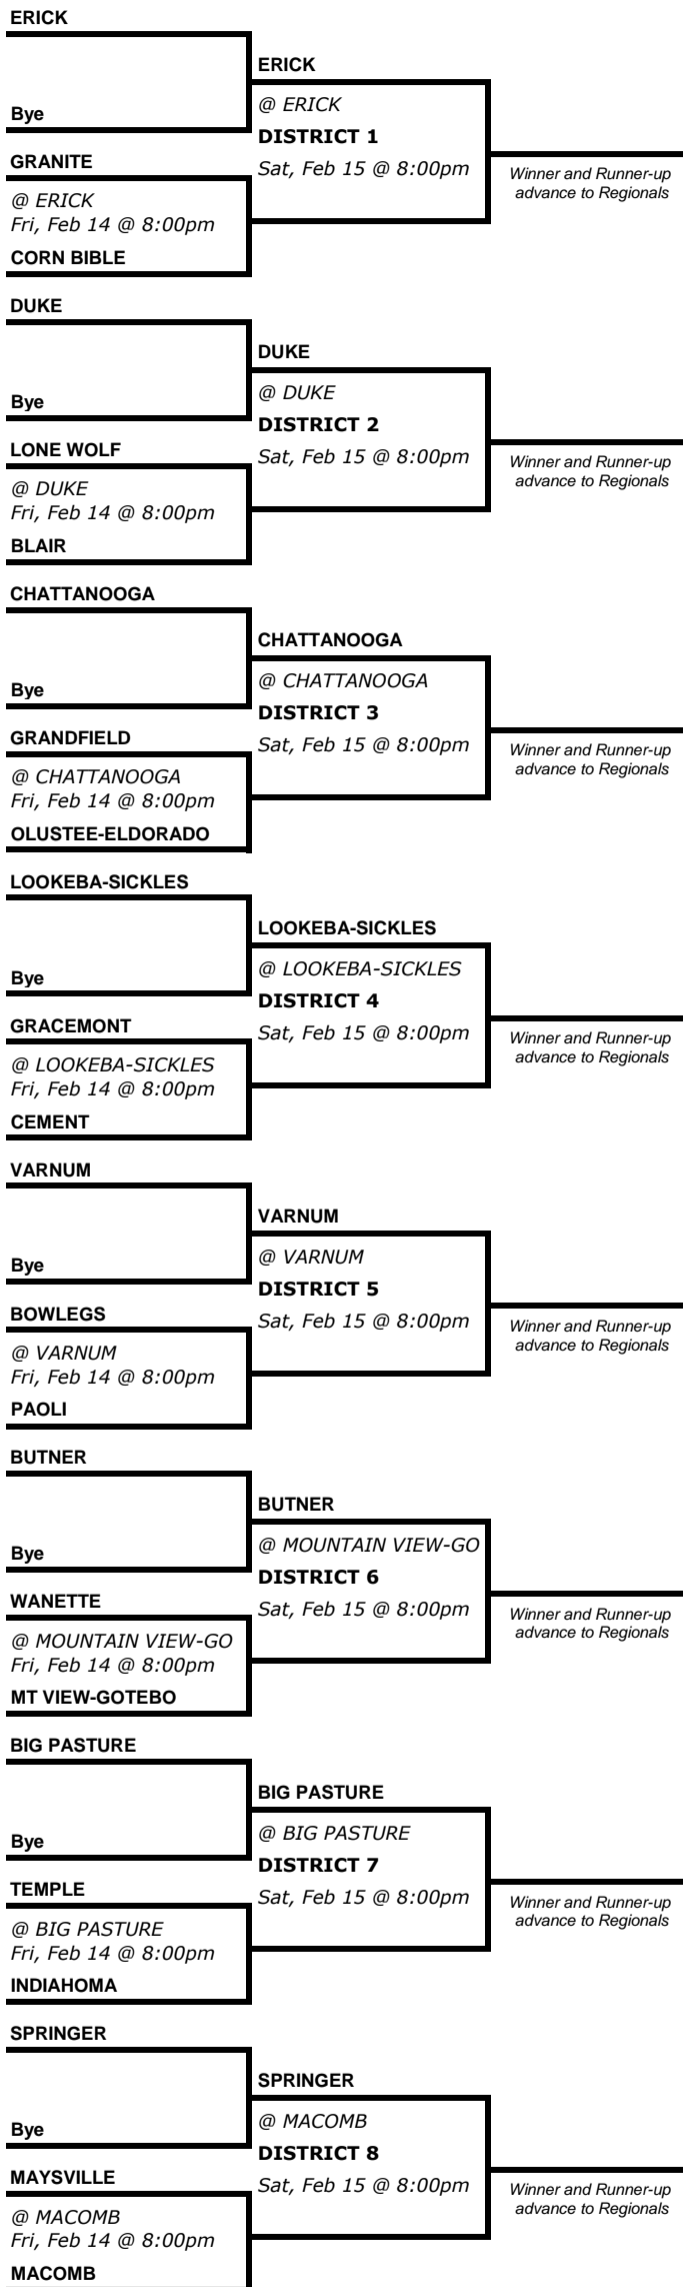 ERICK
ERICK
@ ERICK
Bye
DISTRICT 1
GRANITE
Sat, Feb 15 @ 8:00pm
Winner and Runner-up
advance to Regionals
@ ERICK
Fri, Feb 14 @ 8:00pm
CORN BIBLE
DUKE
DUKE
@ DUKE
Bye
DISTRICT 2
LONE WOLF
Sat, Feb 15 @ 8:00pm
Winner and Runner-up
advance to Regionals
@ DUKE
Fri, Feb 14 @ 8:00pm
BLAIR
CHATTANOOGA
CHATTANOOGA
@ CHATTANOOGA
Bye
DISTRICT 3
GRANDFIELD
Sat, Feb 15 @ 8:00pm
Winner and Runner-up
advance to Regionals
@ CHATTANOOGA
Fri, Feb 14 @ 8:00pm
OLUSTEE-ELDORADO
LOOKEBA-SICKLES
LOOKEBA-SICKLES
@ LOOKEBA-SICKLES
Bye
DISTRICT 4
GRACEMONT
Sat, Feb 15 @ 8:00pm
Winner and Runner-up
advance to Regionals
@ LOOKEBA-SICKLES
Fri, Feb 14 @ 8:00pm
CEMENT
VARNUM
VARNUM
@ VARNUM
Bye
DISTRICT 5
BOWLEGS
Sat, Feb 15 @ 8:00pm
Winner and Runner-up
advance to Regionals
@ VARNUM
Fri, Feb 14 @ 8:00pm
PAOLI
BUTNER
BUTNER
@ MOUNTAIN VIEW-GO
Bye
DISTRICT 6
WANETTE
Sat, Feb 15 @ 8:00pm
Winner and Runner-up
advance to Regionals
@ MOUNTAIN VIEW-GO
Fri, Feb 14 @ 8:00pm
MT VIEW-GOTEBO
BIG PASTURE
BIG PASTURE
@ BIG PASTURE
Bye
DISTRICT 7
TEMPLE
Sat, Feb 15 @ 8:00pm
Winner and Runner-up
advance to Regionals
@ BIG PASTURE
Fri, Feb 14 @ 8:00pm
INDIAHOMA
SPRINGER
SPRINGER
@ MACOMB
Bye
DISTRICT 8
MAYSVILLE
Sat, Feb 15 @ 8:00pm
Winner and Runner-up
advance to Regionals
@ MACOMB
Fri, Feb 14 @ 8:00pm
MACOMB